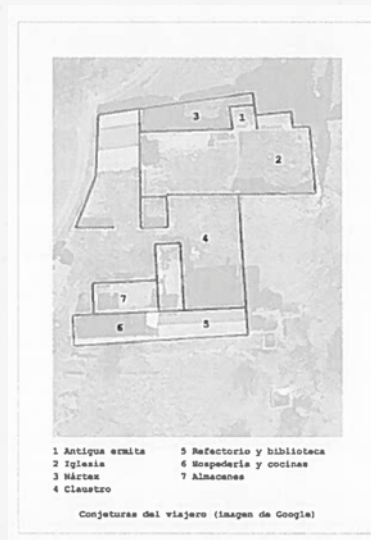 3
1
2
4
7
6
5
1 Antigua ermita
2 Iglesia
3 Nártex
4 Claustro
5 Refectorio y biblioteca
6 Hospedería y cocinas
7 Almacenes
Conjeturas del viajero (imagen de Google)